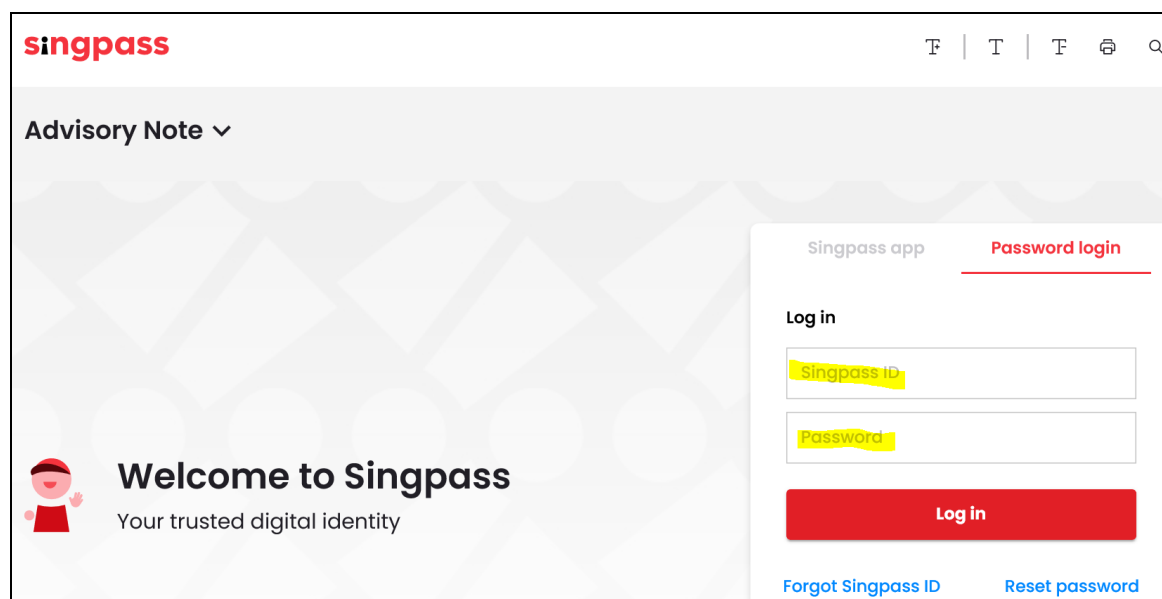 singpass
Advisory Note
Singpass app Password login
Log in
Singpass ID
Password
Log in
Forgot Singpass ID Reset password
Welcome to Singpass
Your trusted digital identity